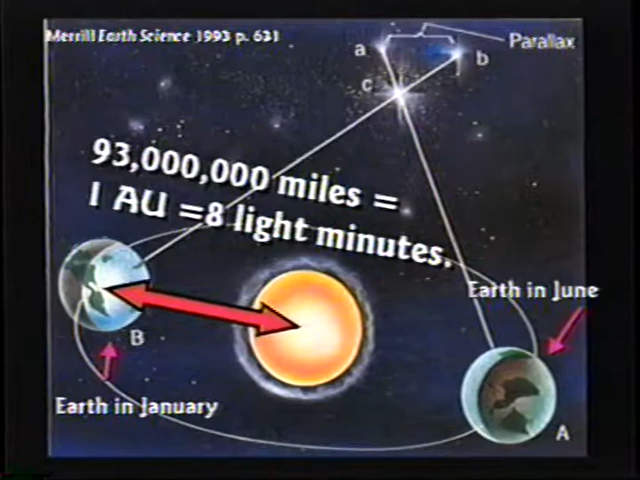 Merrill Earth Science 1993 p. 631
a
b
Parallax
c
93,000,000 miles =
1 AU =8 light minutes.
Earth in June
B
Earth in January
A